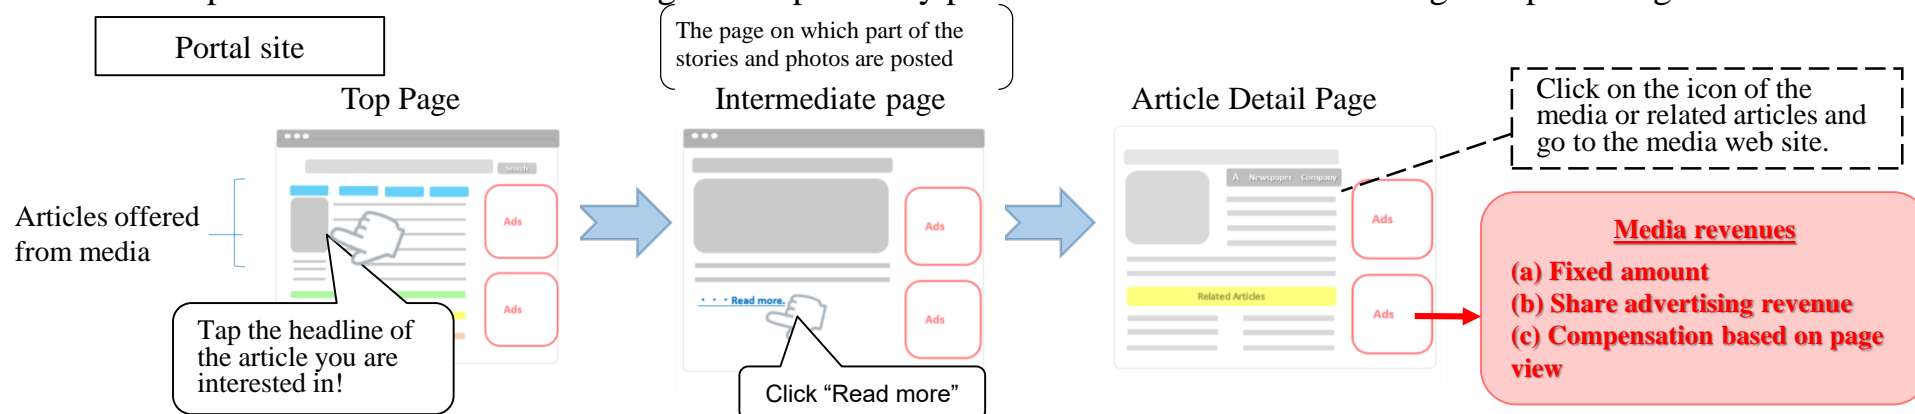 Portal site
The page on which part of the
stories and photos are posted
Top Page
Intermediate page
Article Detail Page
Click on the icon of the
media or related articles and
go to the media web site.
Search
A Newspaper Company
Articles offered
from media
Ads
Ads
Ads
Ads
Ads
Ads
・・・Read more.
Related Articles
Tap the headline of
the article you are
interested in!
Click “Read more”
Media revenues
(a) Fixed amount
(b) Share advertising revenue
(c) Compensation based on page
view